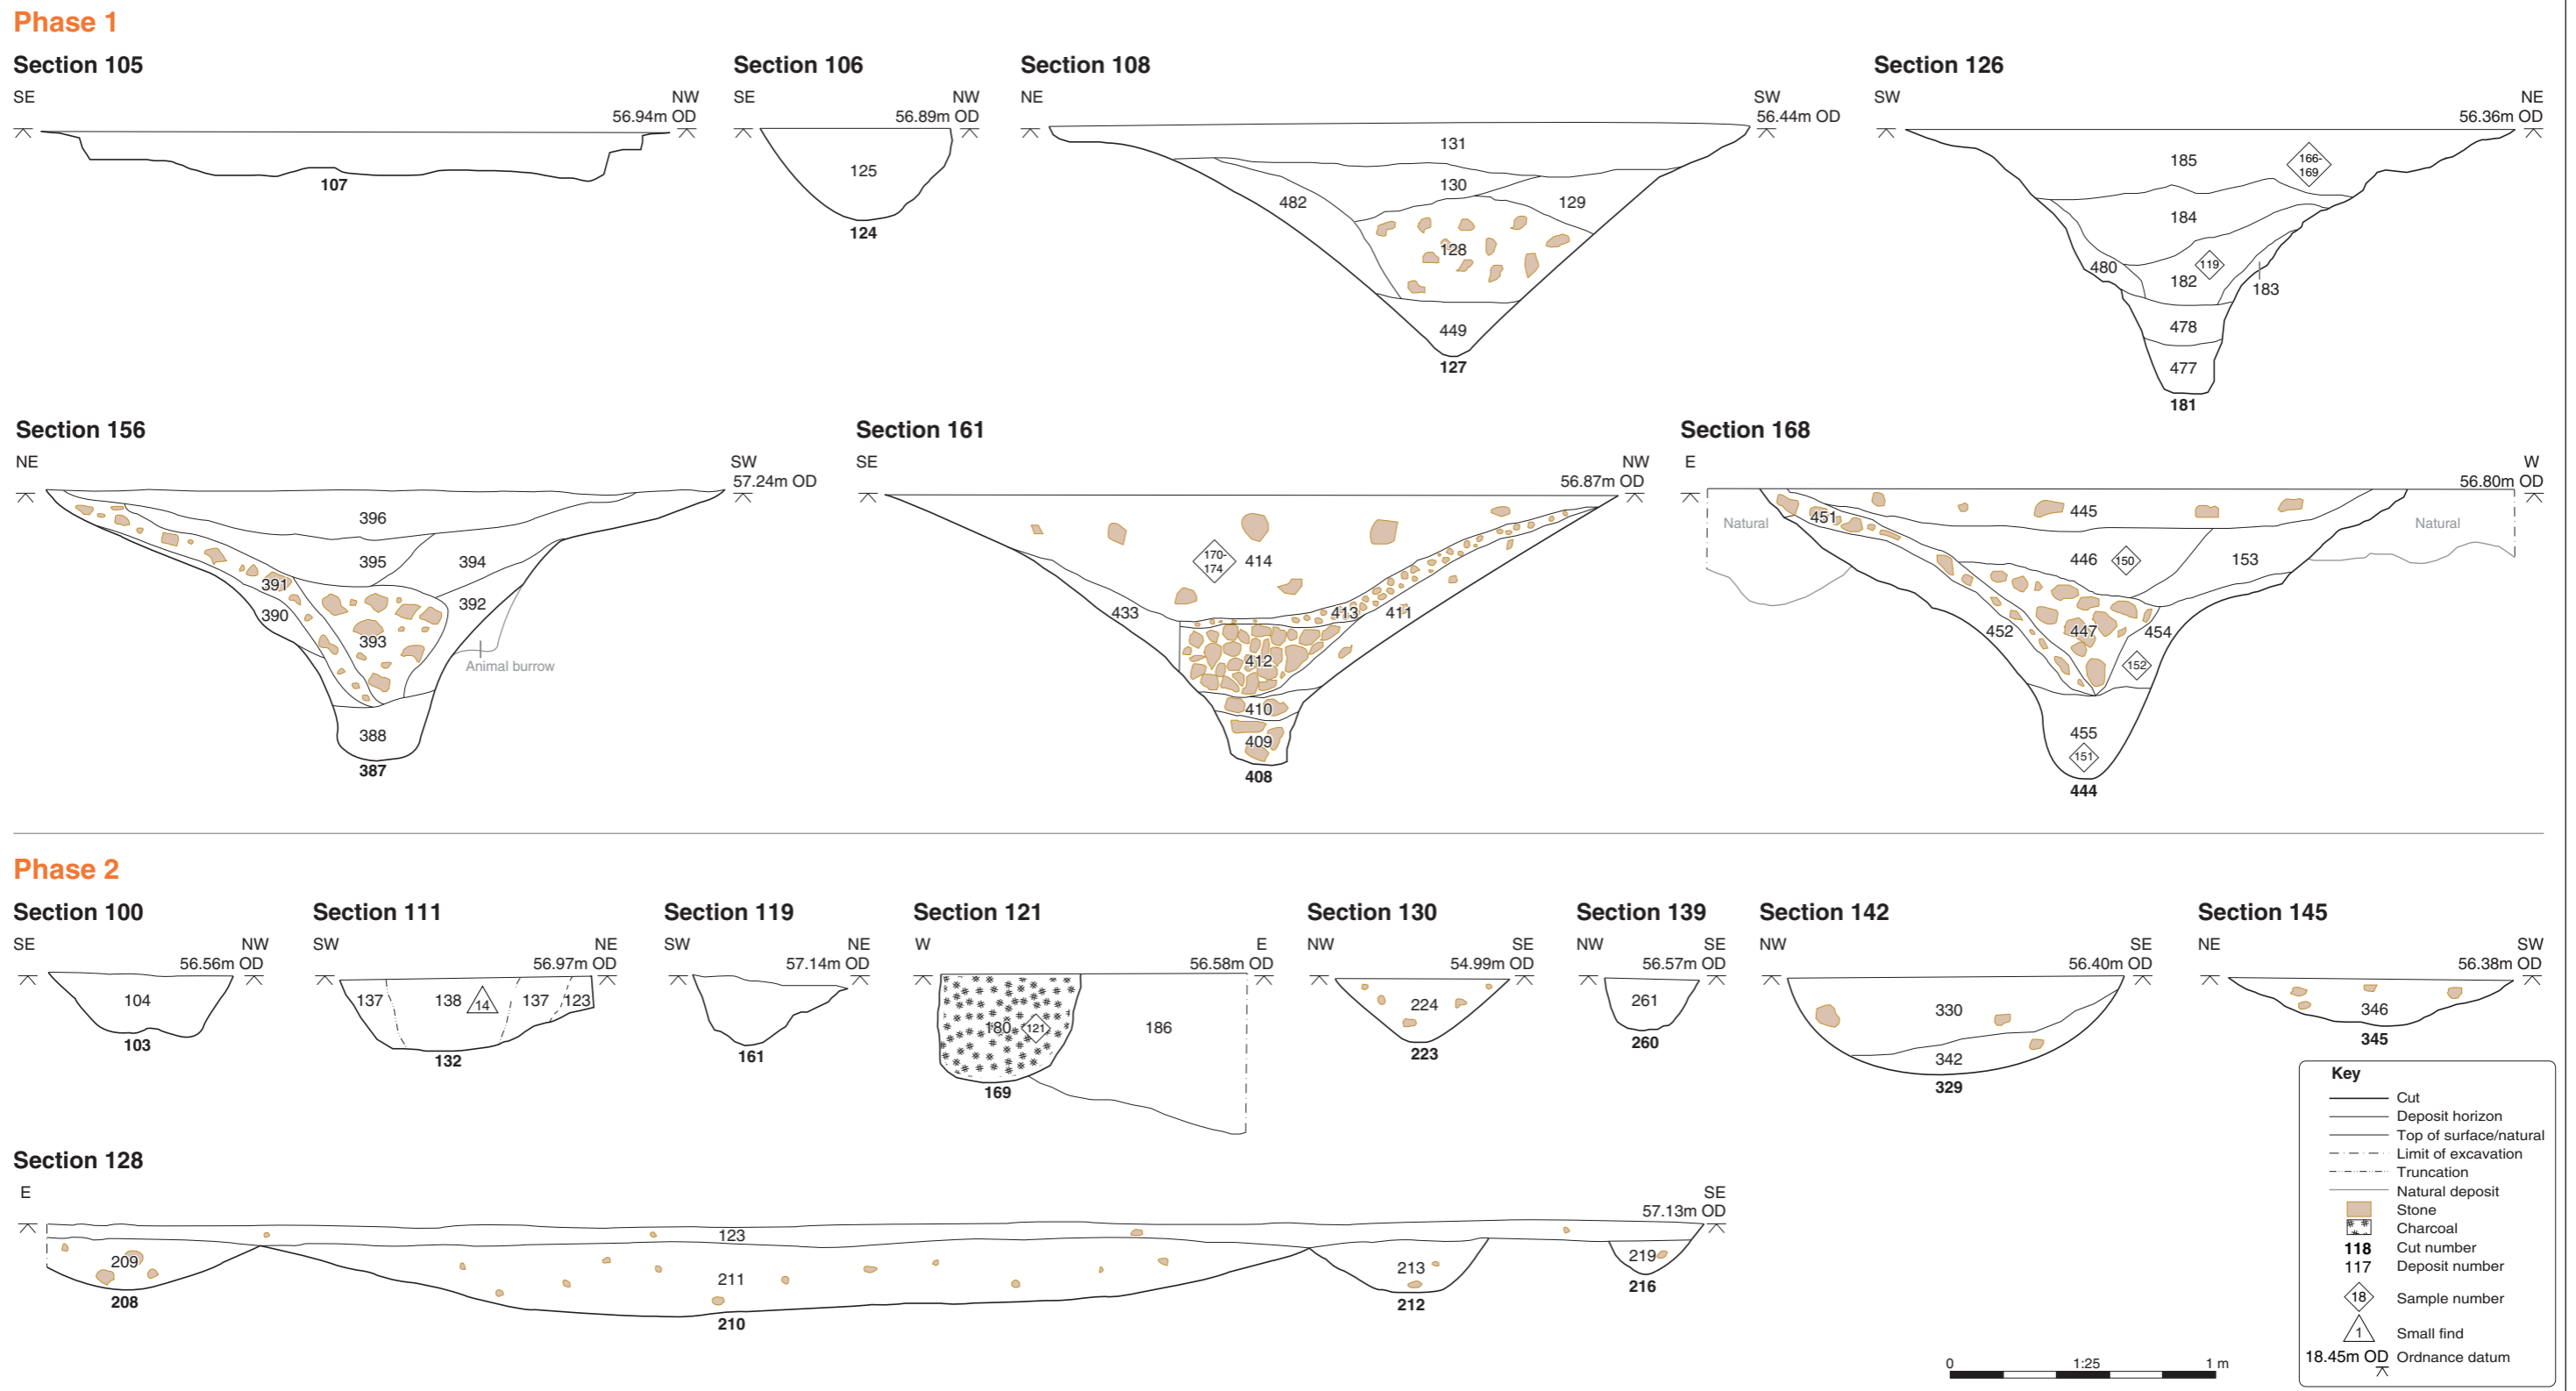 Phase 1
Section 105
SE
NW
56.94m OD
107
Section 106
SE
NW
56.89m OD
125
124
Section 108
NE
SW
56.44m OD
131
130
482
129
128
449
127
Section 126
SW
NE
56.36m OD
185
166-
169
184
480
119
182
183
478
477
181
Section 156
NE
SW
57.24m OD
396
395
394
391
392
390
393
Animal burrow
388
387
Section 161
SE
NW
56.87m OD
170-
174
414
433
413
411
412
410
409
408
Section 168
E
W
56.80m OD
Natural
451
445
Natural
446
150
153
452
447
454
152
455
151
444
Phase 2
Section 100
SE
NW
56.56m OD
104
103
Section 111
SW
NE
56.97m OD
137
138
14
137
123
132
Section 119
SW
NE
57.14m OD
161
Section 121
W
E
56.58m OD
180
121
186
169
Section 130
NW
SE
54.99m OD
224
223
Section 139
NW
SE
56.57m OD
261
260
Section 142
NW
SE
56.40m OD
330
342
329
Section 145
NE
SW
56.38m OD
346
345
Section 128
E
SE
57.13m OD
123
209
211
213
219
208
210
212
216
Key
Cut
Deposit horizon
Top of surface/natural
Limit of excavation
Truncation
Natural deposit
Stone
Charcoal
118 Cut number
117 Deposit number
18 Sample number
1 Small find
18.45m OD Ordnance datum
0 1:25 1 m